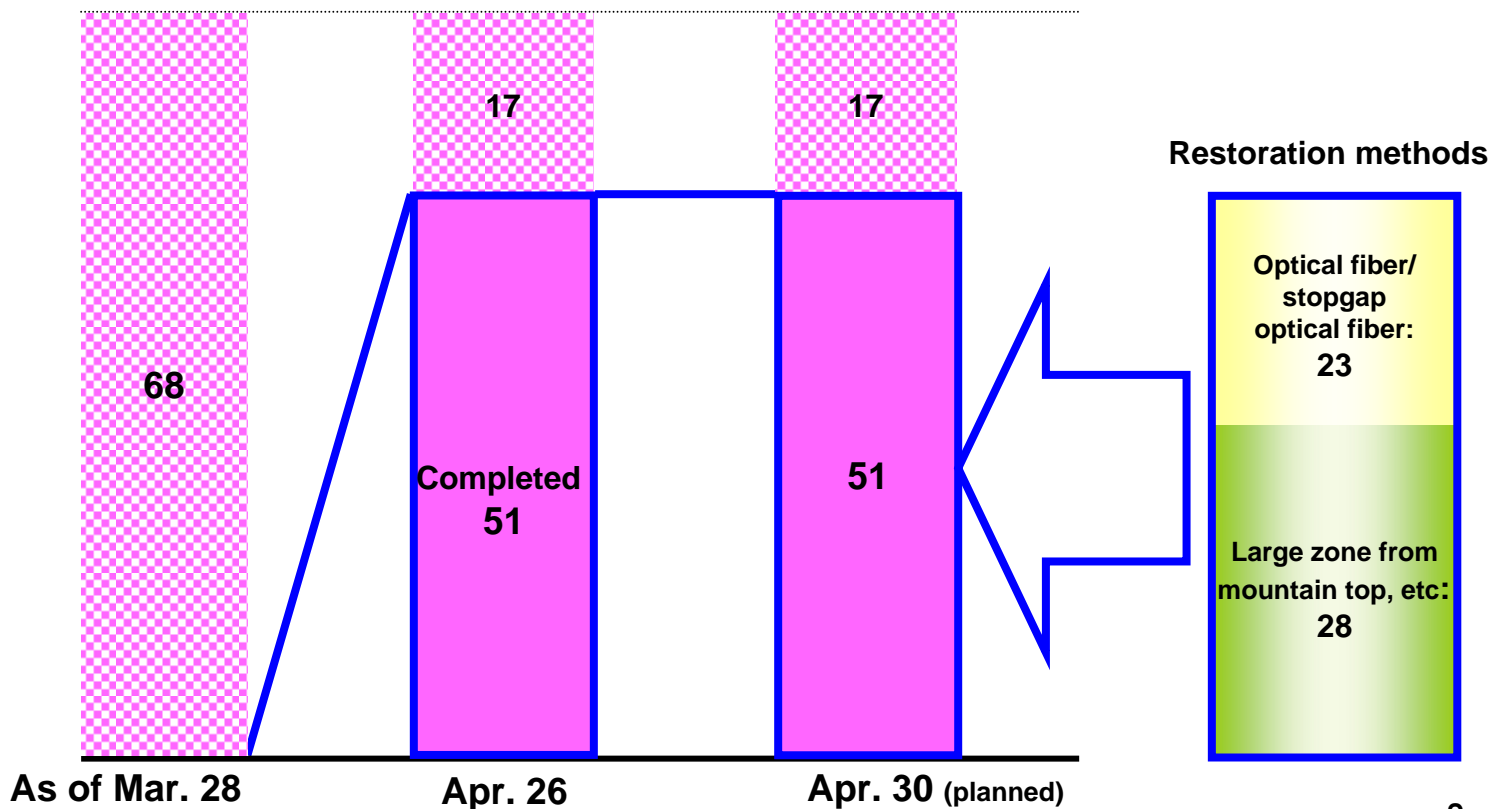 17
17
Restoration methods
Optical fiber/
stopgap
optical fiber:
23
68
Completed
51
51
Large zone from
mountain top, etc:
28
As of Mar. 28
Apr. 26
Apr. 30 (planned)